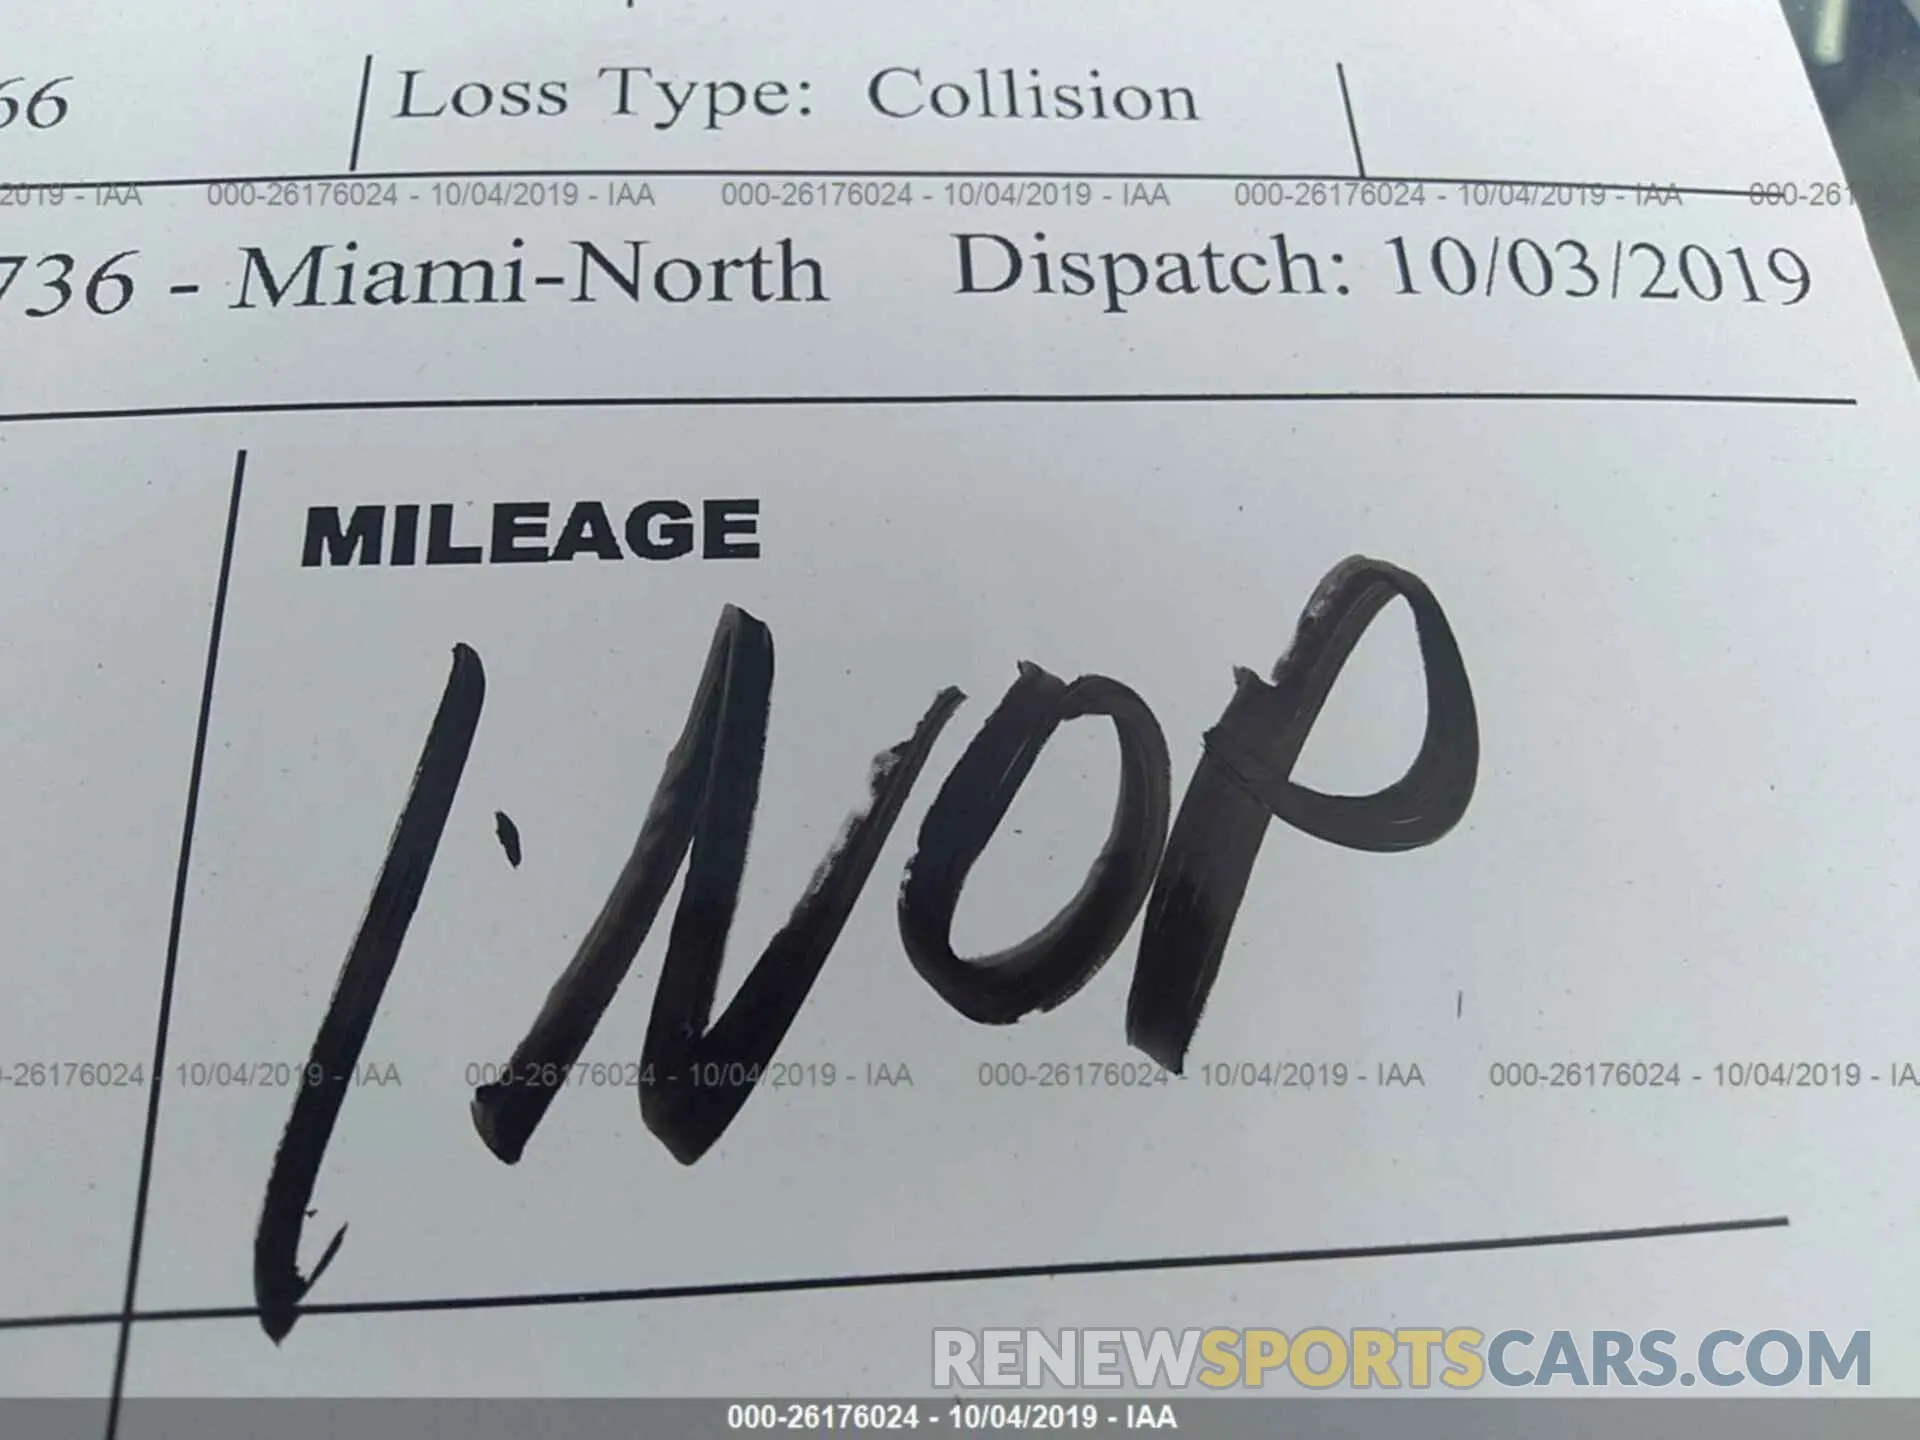 66 Loss Type: Collision
2019 - IAA 000-26176024 - 10/04/2019 - IAA 000-26176024 - 10/04/2019 - IAA 000-26176024 - 10/04/2019 - IAA 000-261
736 - Miami-North Dispatch: 10/03/2019
MILEAGE
I.NOP
-26176024 - 10/04/2019 - IAA 000-26176024 - 10/04/2019 - IAA 000-26176024 - 10/04/2019 - IAA 000-26176024 - 10/04/2019 - IA
RENEWSPORTSCARS.COM
000-26176024 - 10/04/2019 - IAA